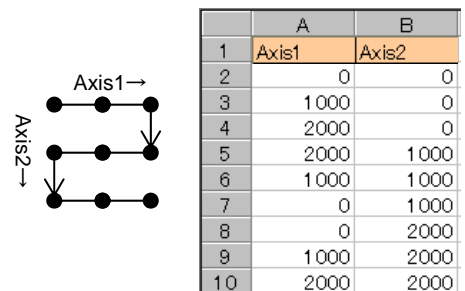 Axis1→
Axis2→
A B
1 Axis1 Axis2
2 0 0
3 1000 0
4 2000 0
5 2000 1000
6 1000 1000
7 0 1000
8 0 2000
9 1000 2000
10 2000 2000